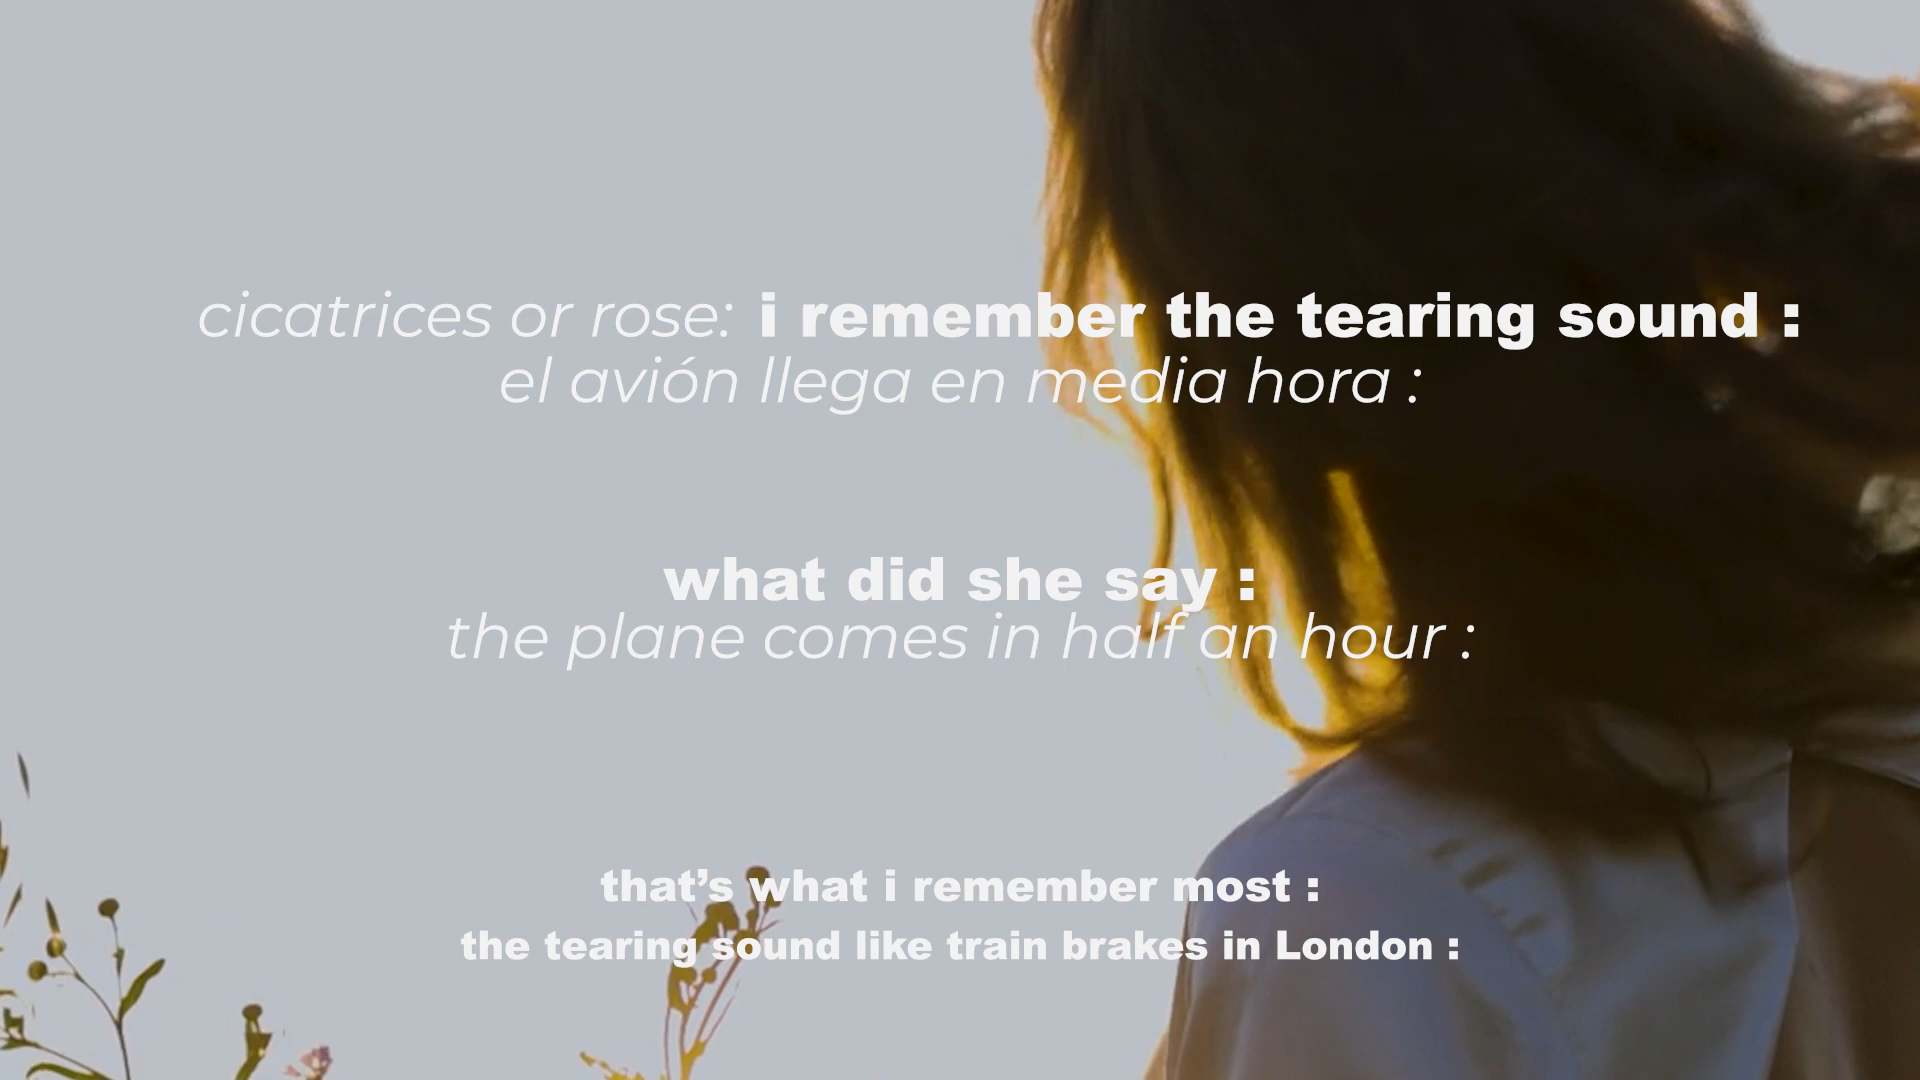 cicatrices or rose: i remember the tearing sound :
el avión llega en media hora :
what did she say :
the plane comes in half an hour :
that’s what i remember most :
the tearing sound like train brakes in London :